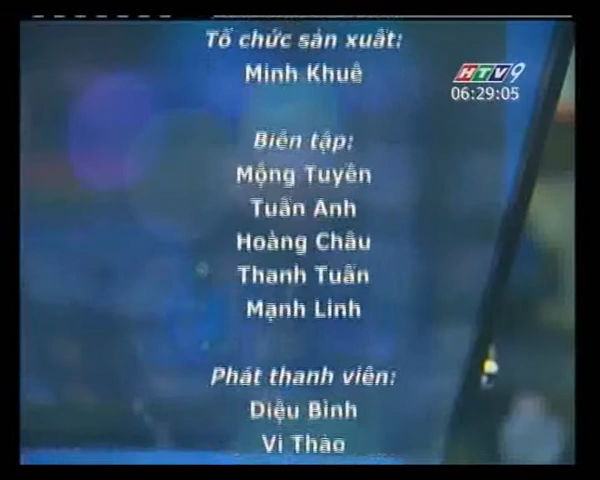 Tổ chức sản xuất:
Minh Khuê
HTV9
06:29:05
Biên tập:
Mộng Tuyền
Tuấn Anh
Hoàng Châu
Thanh Tuấn
Mạnh Linh
Phát thanh viên:
Diệu Bình
Vi Thảo